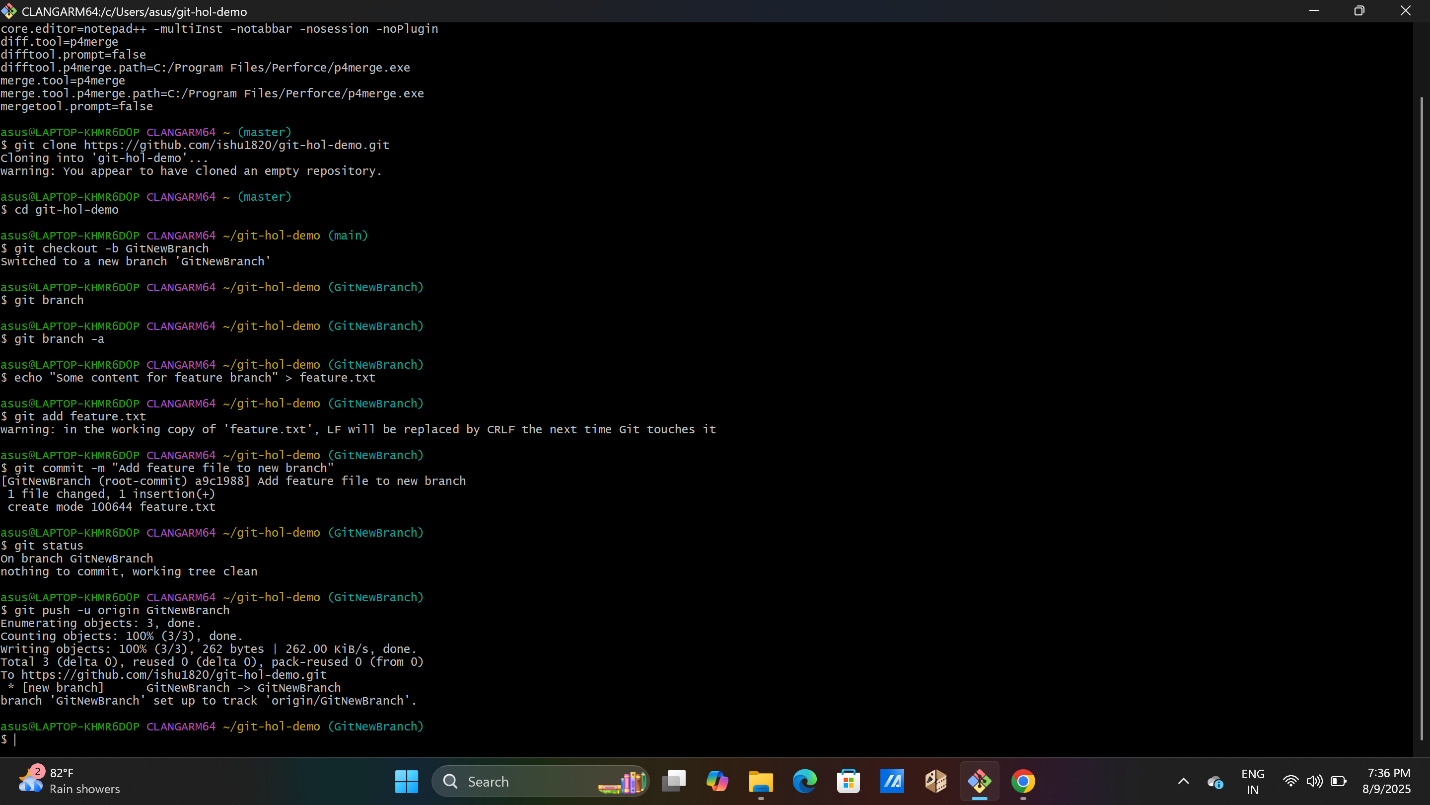 CLANGARM64:/c/Users/asus/git-hol-demo
core.editor=notepad++ -multiInst -notabbar -nosession -noPlugin
diff.tool=p4merge
difftool.prompt=false
difftool.p4merge.path=C:/Program Files/Perforce/p4merge.exe
merge.tool=p4merge
merge.tool.p4merge.path=C:/Program Files/Perforce/p4merge.exe
mergetool.prompt=false
asus@LAPTOP-KHMR6D0P CLANGARM64 ~ (master)
$ git clone https://github.com/ishu1820/git-hol-demo.git
Cloning into 'git-hol-demo'...
warning: You appear to have cloned an empty repository.
asus@LAPTOP-KHMR6D0P CLANGARM64 ~ (master)
$ cd git-hol-demo
asus@LAPTOP-KHMR6D0P CLANGARM64 ~/git-hol-demo (main)
$ git checkout -b GitNewBranch
Switched to a new branch 'GitNewBranch'
asus@LAPTOP-KHMR6D0P CLANGARM64 ~/git-hol-demo (GitNewBranch)
$ git branch
asus@LAPTOP-KHMR6D0P CLANGARM64 ~/git-hol-demo (GitNewBranch)
$ git branch -a
asus@LAPTOP-KHMR6D0P CLANGARM64 ~/git-hol-demo (GitNewBranch)
$ echo "Some content for feature branch" > feature.txt
asus@LAPTOP-KHMR6D0P CLANGARM64 ~/git-hol-demo (GitNewBranch)
$ git add feature.txt
warning: in the working copy of 'feature.txt', LF will be replaced by CRLF the next time Git touches it
asus@LAPTOP-KHMR6D0P CLANGARM64 ~/git-hol-demo (GitNewBranch)
$ git commit -m "Add feature file to new branch"
[GitNewBranch (root-commit) a9c1988] Add feature file to new branch
1 file changed, 1 insertion(+)
create mode 100644 feature.txt
asus@LAPTOP-KHMR6D0P CLANGARM64 ~/git-hol-demo (GitNewBranch)
$ git status
On branch GitNewBranch
nothing to commit, working tree clean
asus@LAPTOP-KHMR6D0P CLANGARM64 ~/git-hol-demo (GitNewBranch)
$ git push -u origin GitNewBranch
Enumerating objects: 3, done.
Counting objects: 100% (3/3), done.
Writing objects: 100% (3/3), 262 bytes | 262.00 KiB/s, done.
Total 3 (delta 0), reused 0 (delta 0), pack-reused 0 (from 0)
To https://github.com/ishu1820/git-hol-demo.git
* [new branch]      GitNewBranch -> GitNewBranch
branch 'GitNewBranch' set up to track 'origin/GitNewBranch'.
asus@LAPTOP-KHMR6D0P CLANGARM64 ~/git-hol-demo (GitNewBranch)
$
2
82°F
Rain showers
Search
ENG
IN
7:36 PM
8/9/2025